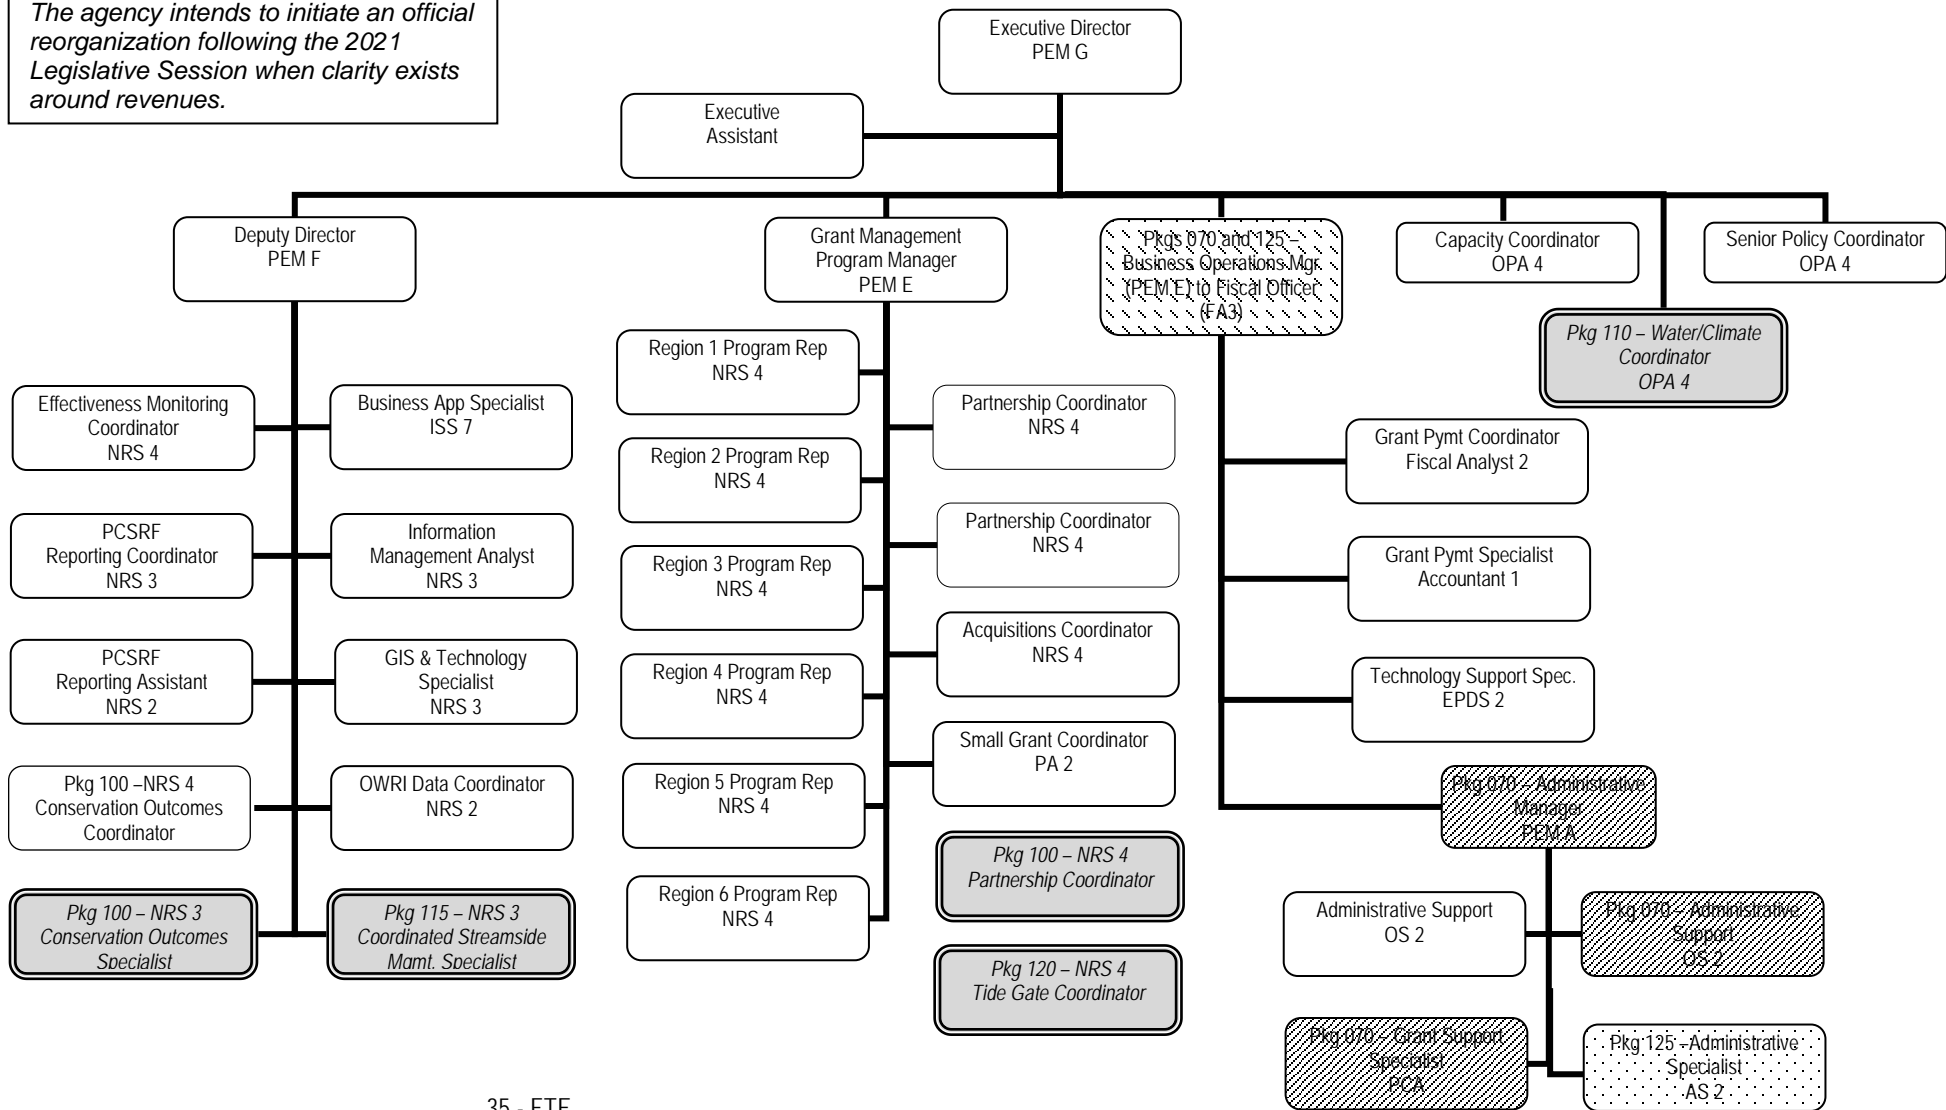 The agency intends to initiate an official
reorganization following the 2021
Legislative Session when clarity exists
around revenues.
Executive Director
PEM G
Executive
Assistant
Deputy Director
PEM F
Grant Management
Program Manager
PEM E
Pkgs 070 and 125 –
Business Operations Mgr.
(PEM E) to Fiscal Officer
(FA3)
Capacity Coordinator
OPA 4
Senior Policy Coordinator
OPA 4
Pkg 110 – Water/Climate
Coordinator
OPA 4
Effectiveness Monitoring
Coordinator
NRS 4
Business App Specialist
ISS 7
PCSRF
Reporting Coordinator
NRS 3
Information
Management Analyst
NRS 3
PCSRF
Reporting Assistant
NRS 2
GIS & Technology
Specialist
NRS 3
Pkg 100 –NRS 4
Conservation Outcomes
Coordinator
OWRI Data Coordinator
NRS 2
Pkg 100 – NRS 3
Conservation Outcomes
Specialist
Pkg 115 – NRS 3
Coordinated Streamside
Mgmt. Specialist
Region 1 Program Rep
NRS 4
Region 2 Program Rep
NRS 4
Region 3 Program Rep
NRS 4
Region 4 Program Rep
NRS 4
Region 5 Program Rep
NRS 4
Region 6 Program Rep
NRS 4
Partnership Coordinator
NRS 4
Partnership Coordinator
NRS 4
Acquisitions Coordinator
NRS 4
Small Grant Coordinator
PA 2
Pkg 100 – NRS 4
Partnership Coordinator
Pkg 120 – NRS 4
Tide Gate Coordinator
Grant Pymt Coordinator
Fiscal Analyst 2
Grant Pymt Specialist
Accountant 1
Technology Support Spec.
EPDS 2
Pkg 070 – Administrative
Manager
PEM A
Administrative Support
OS 2
Pkg 070 – Administrative
Support
OS 2
Pkg 070 – Grant Support
Specialist
PCA
Pkg 125 –Administrative
Specialist
AS 2
35 - FTE